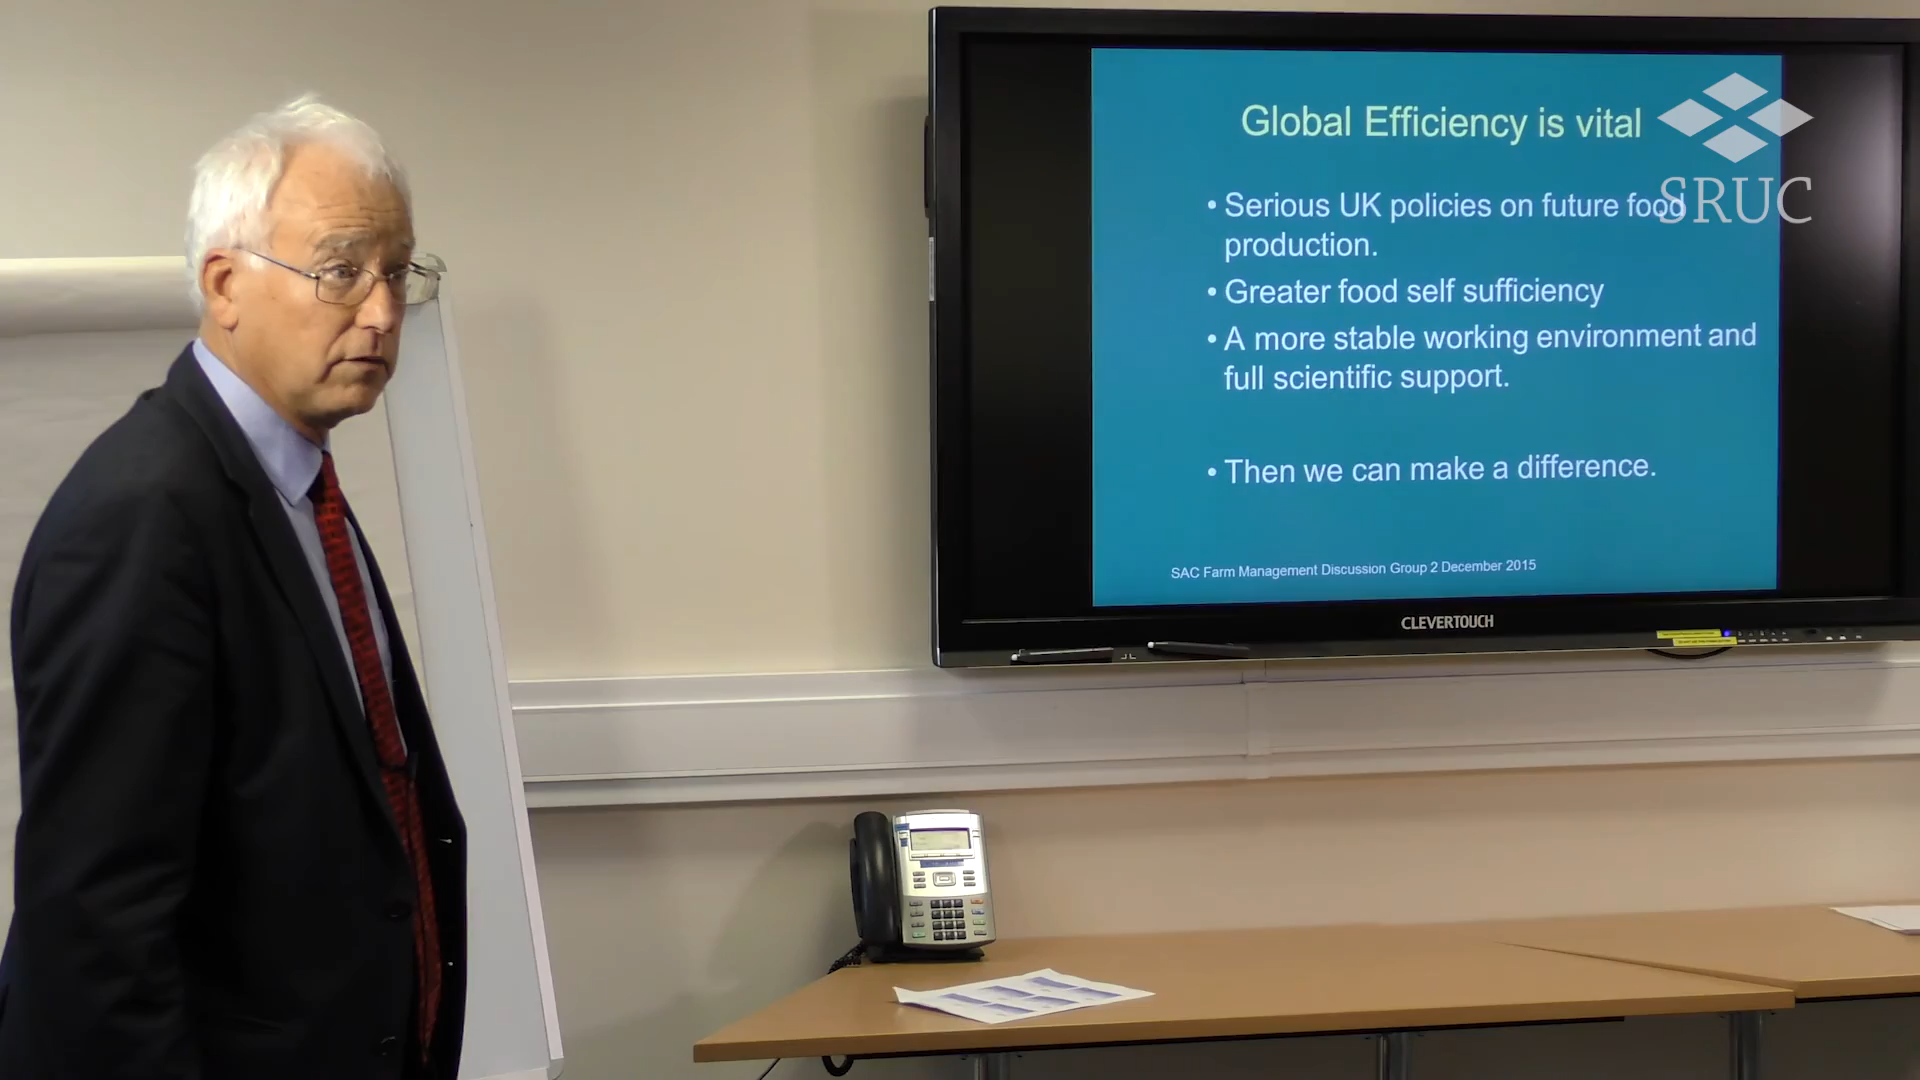 Global Efficiency is vital
SRUC
• Serious UK policies on future food
production.
• Greater food self sufficiency
• A more stable working environment and
full scientific support.
• Then we can make a difference.
SAC Farm Management Discussion Group 2 December 2015
CLEVERTOUCH